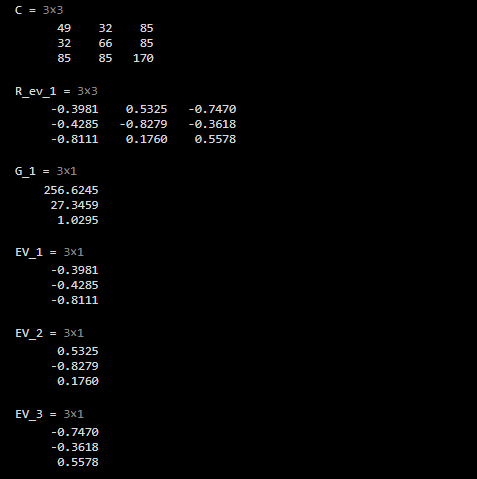 C = 3×3
49 32 85
32 66 85
85 85 170
R_ev_1 = 3×3
-0.3981 0.5325 -0.7470
-0.4285 -0.8279 -0.3618
-0.8111 0.1760 0.5578
G_1 = 3×1
256.6245
27.3459
1.0295
EV_1 = 3×1
-0.3981
-0.4285
-0.8111
EV_2 = 3×1
0.5325
-0.8279
0.1760
EV_3 = 3×1
-0.7470
-0.3618
0.5578